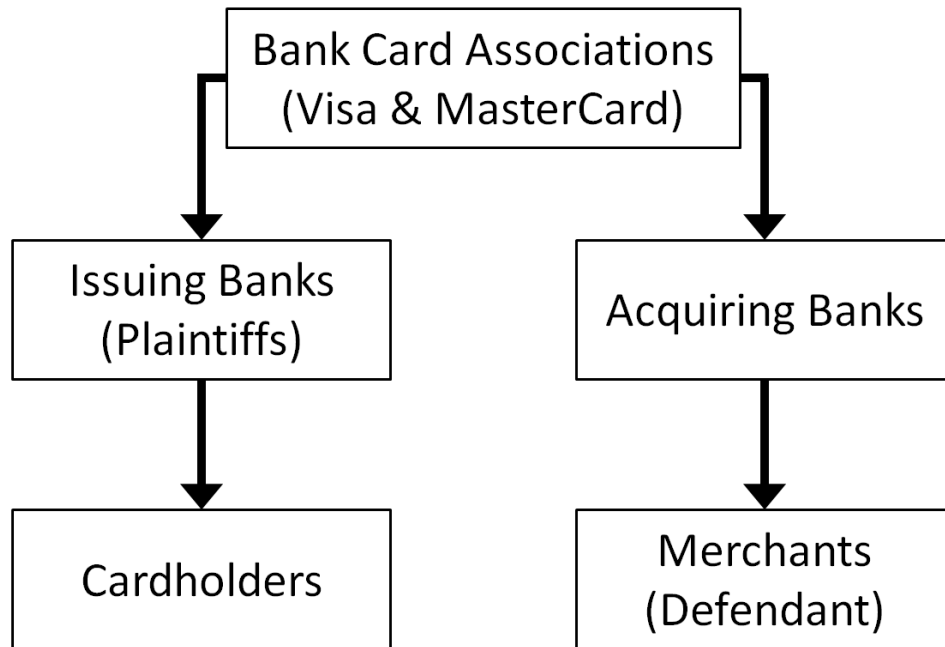 Bank Card Associations
(Visa & MasterCard)
Issuing Banks
(Plaintiffs)
Acquiring Banks
Cardholders
Merchants
(Defendant)